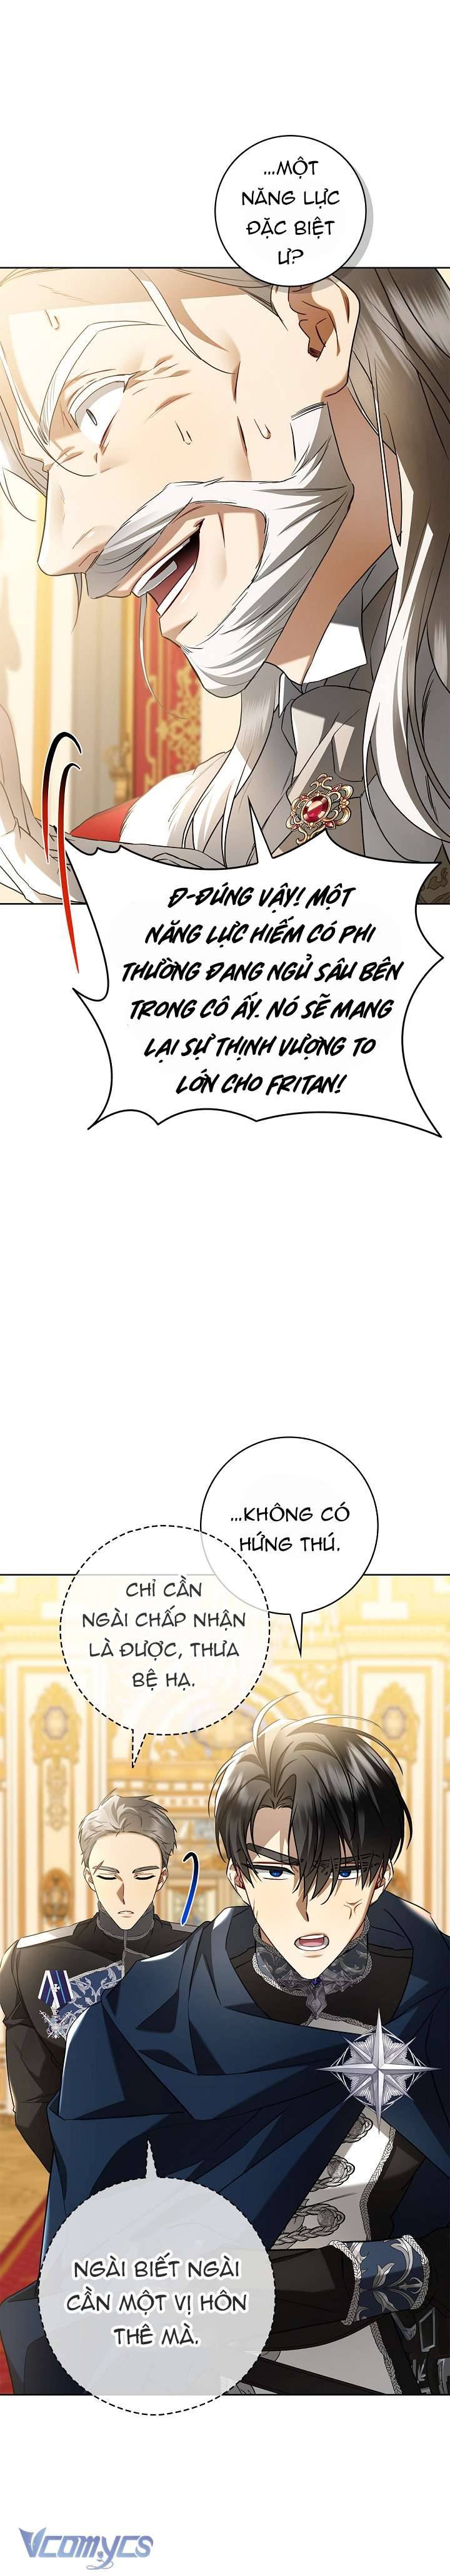 ...MỘT
NĂNG LỰC
ĐẶC BIỆT
Ư?
Đ-ĐÚNG VẬY! MỘT
NĂNG LỰC HIẾM CÓ PHI
THƯỜNG ĐANG NGỦ SÂU BÊN
TRONG CÔ ẤY. NÓ SẼ MANG
LẠI SỰ THỊNH VƯỢNG TO
LỚN CHO FRITAN!
...KHÔNG CÓ
HỨNG THÚ.
CHỈ CẦN
NGÀI CHẤP NHẬN
LÀ ĐƯỢC, THƯA
BỆ HẠ.
NGÀI BIẾT NGÀI
CẦN MỘT VỊ HÔN
THÊ MÀ.
Vcomycs